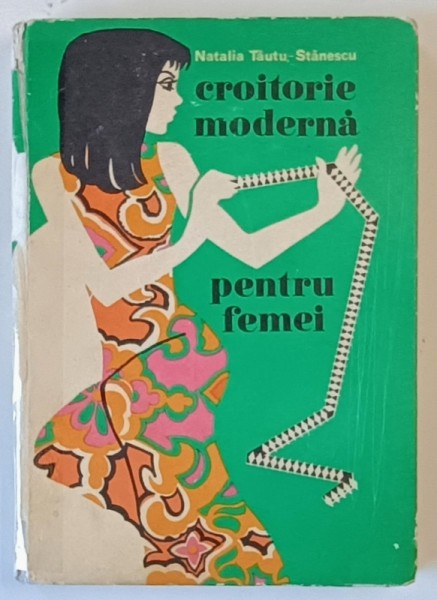 Natalia Tăutu-Stănescu
croitorie
modernă
pentru
femei